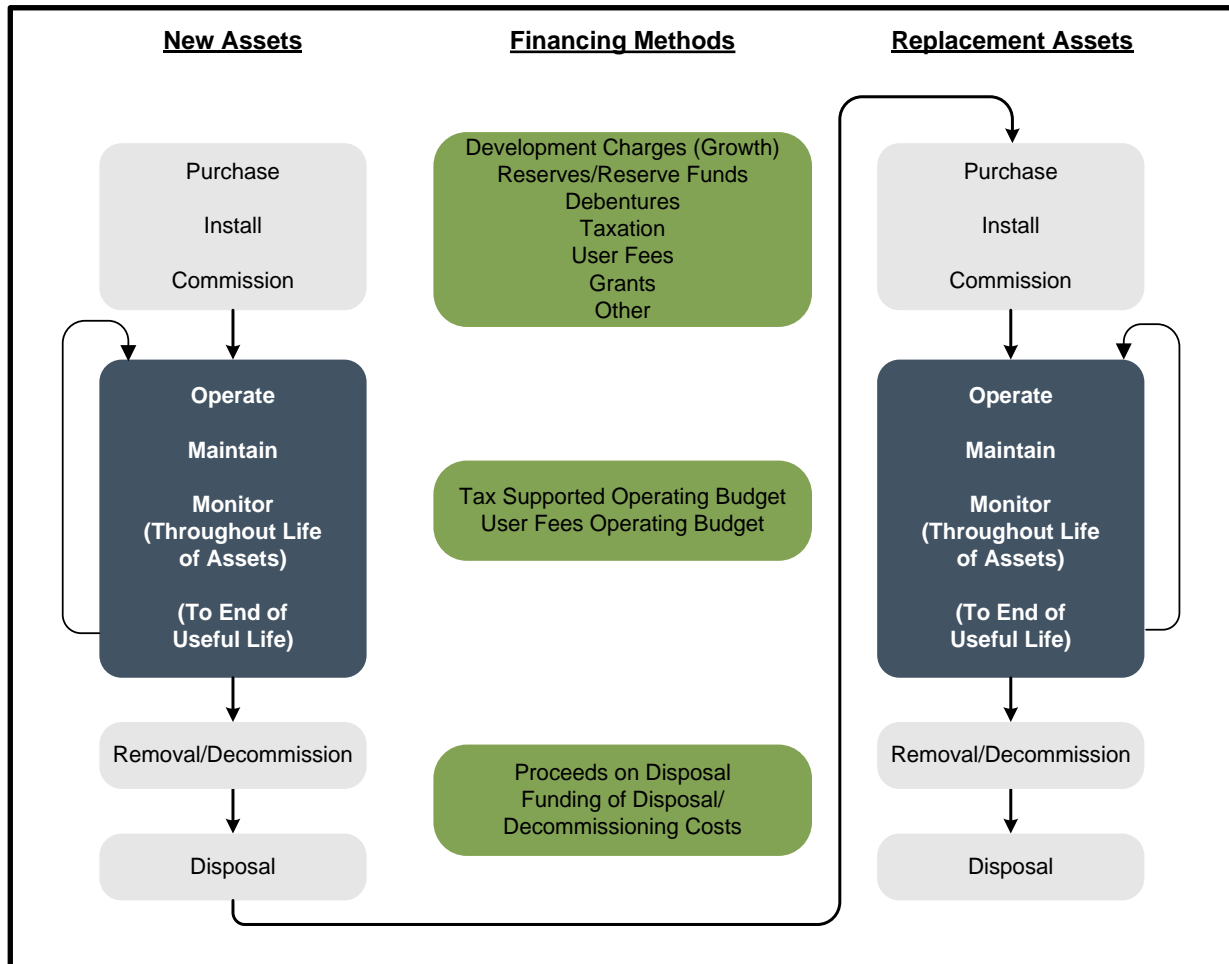 New Assets
Purchase
Install
Commission
Operate
Maintain
Monitor
(Throughout Life
of Assets)
(To End of
Useful Life)
Removal/Decommission
Disposal
Financing Methods
Development Charges (Growth)
Reserves/Reserve Funds
Debentures
Taxation
User Fees
Grants
Other
Tax Supported Operating Budget
User Fees Operating Budget
Proceeds on Disposal
Funding of Disposal/
Decommissioning Costs
Replacement Assets
Purchase
Install
Commission
Operate
Maintain
Monitor
(Throughout Life
of Assets)
(To End of
Useful Life)
Removal/Decommission
Disposal